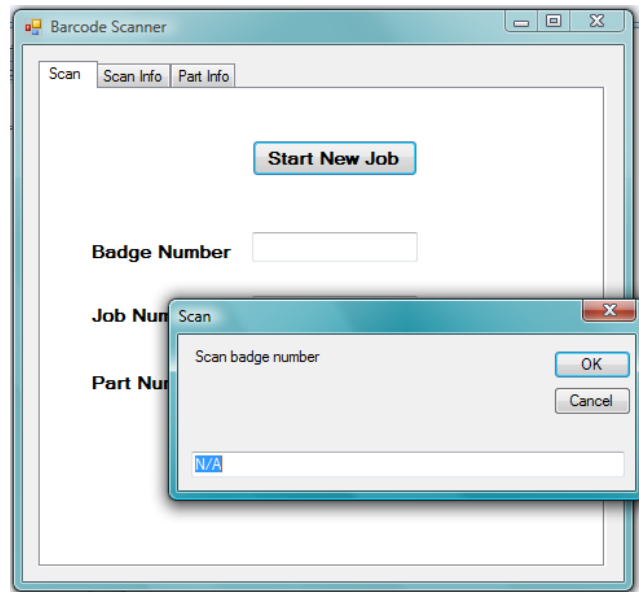 Barcode Scanner
Scan Scan Info Part Info
Start New Job
Badge Number
Job Num
Scan
Scan badge number
OK
Part Nu
Cancel
N/A